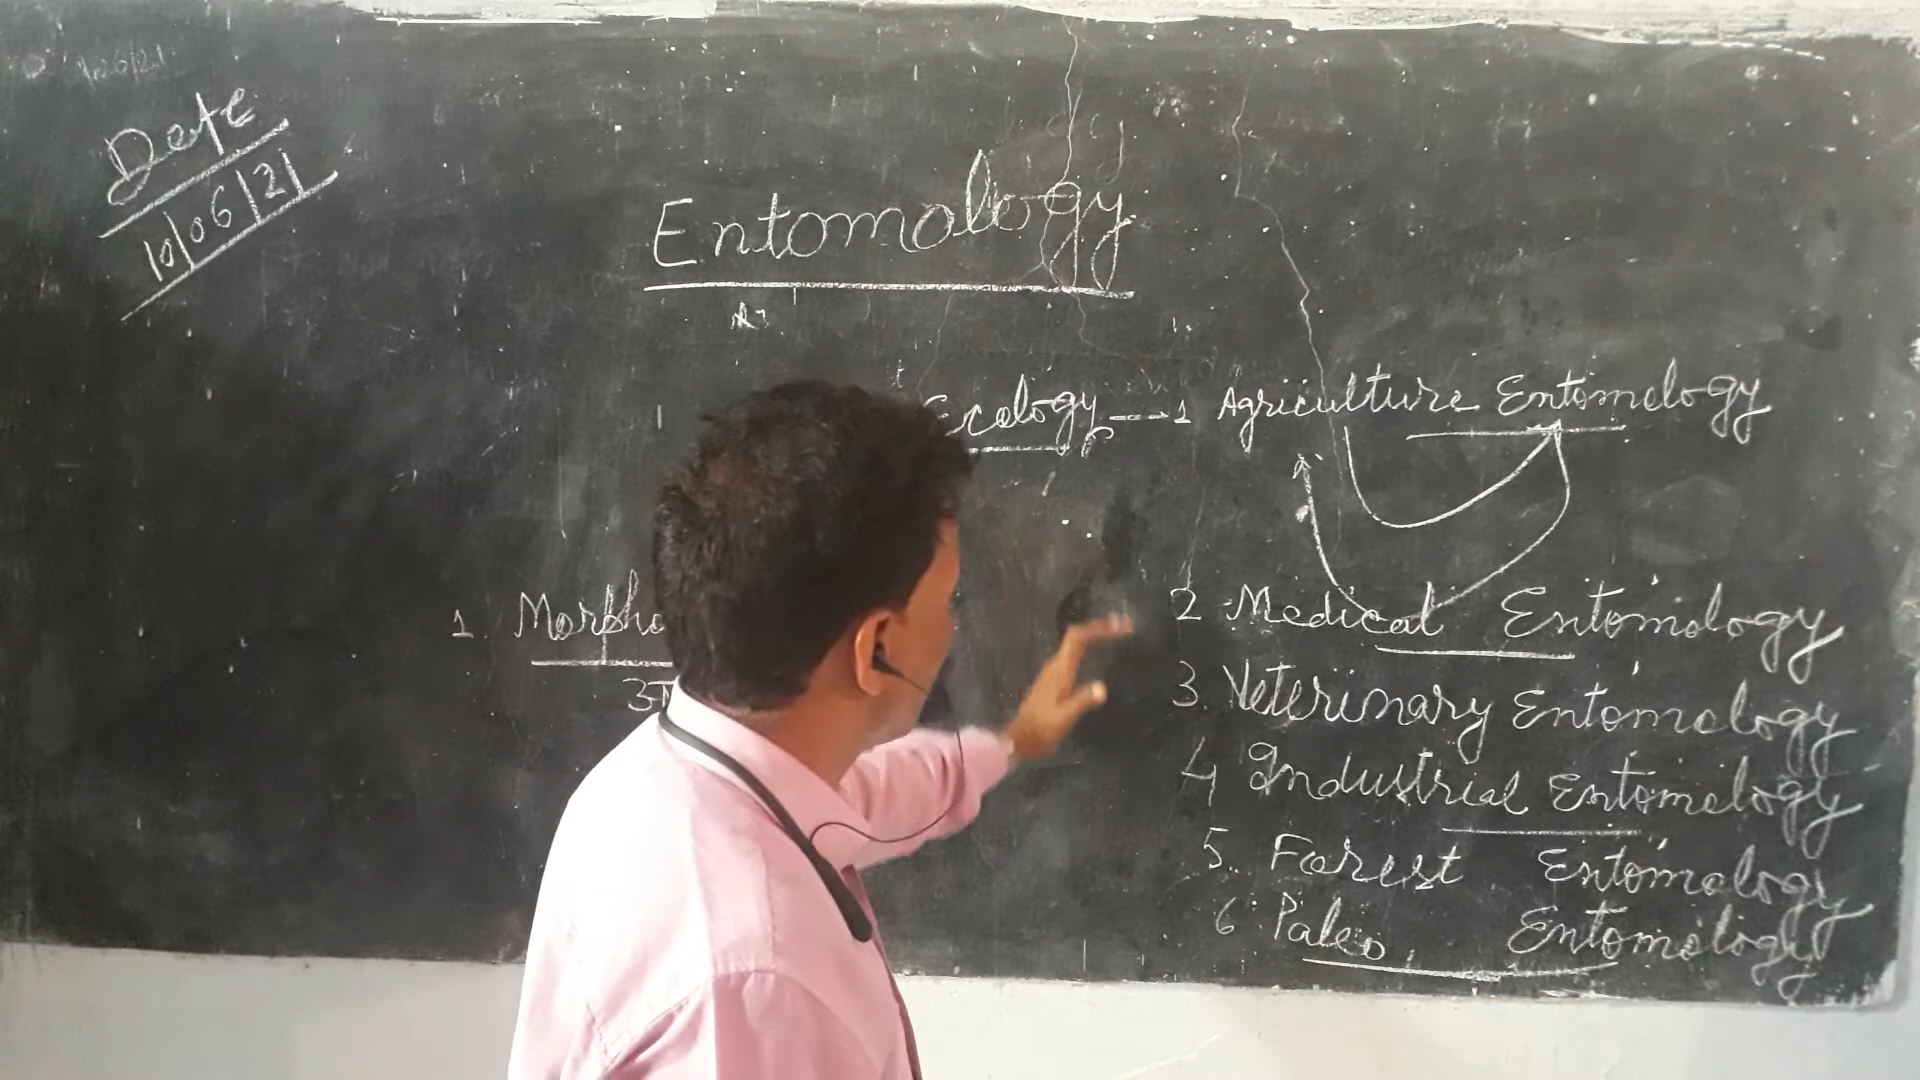 Date
10/06/21
Entomology
Ecology ---1 Agriculture Entomology
1. Morpho
2 Medical Entomology
3. Veterinary Entomology
4 Industrial Entomology
5. Forest Entomology
6 Paleo, Entomology